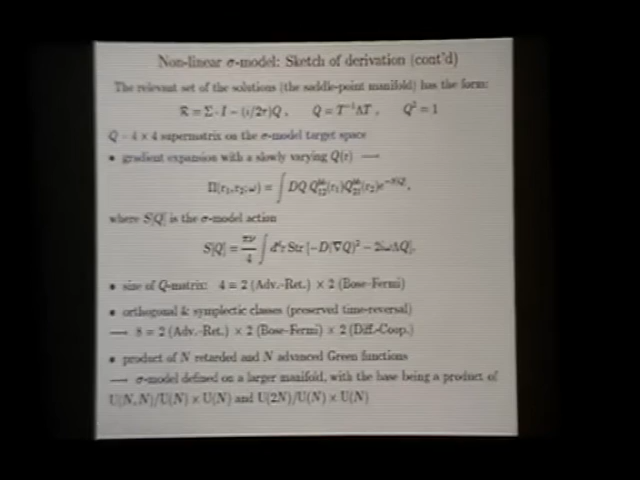 Non-linear σ-model: Sketch of derivation (cont'd)
The relevant set of the solutions (the saddle-point manifold) has the form:
ℛ = Σ · I − (i/2τ)Q , Q = T⁻¹ΛT , Q² = 1
Q – 4 × 4 supermatrix on the σ-model target space
• gradient expansion with a slowly varying Q(r) ⟶
Π(r₁, r₂; ω) = ∫ DQ Q₁₂ᵇᵇ(r₁)Q₂₁ᵇᵇ(r₂)e^{−S[Q]},
where S[Q] is the σ-model action
S[Q] = πν/4 ∫ dᵈr Str [−D(∇Q)² − 2iωΛQ],
• size of Q-matrix: 4 = 2 (Adv.–Ret.) × 2 (Bose–Fermi)
• orthogonal & symplectic classes (preserved time-reversal)
⟶ 8 = 2 (Adv.–Ret.) × 2 (Bose–Fermi) × 2 (Diff.-Coop.)
• product of N retarded and N advanced Green functions
⟶ σ-model defined on a larger manifold, with the base being a product of
U(N,N)/U(N) × U(N) and U(2N)/U(N) × U(N)